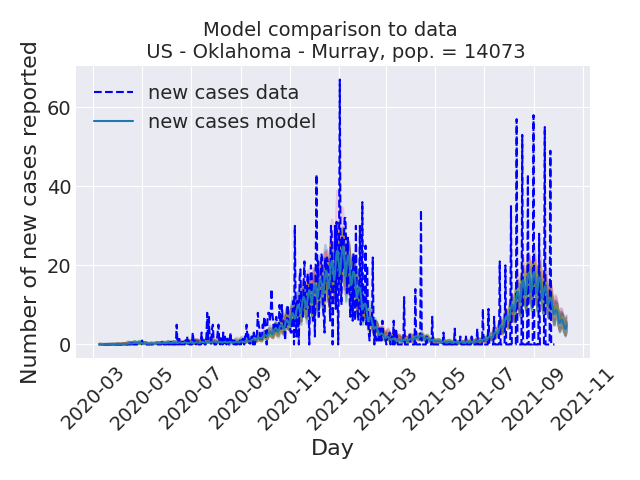 Model comparison to data
US - Oklahoma - Murray, pop. = 14073
Number of new cases reported
60
40
20
0
new cases data
new cases model
2020-03
2020-05
2020-07
2020-09
2020-11
2021-01
2021-03
2021-05
2021-07
2021-09
2021-11
Day